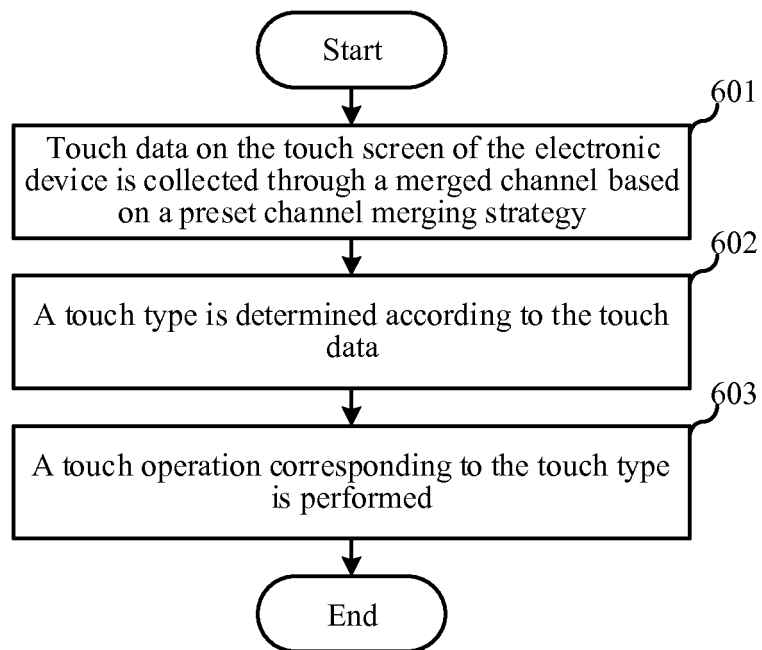 Start
601
Touch data on the touch screen of the electronic
device is collected through a merged channel based
on a preset channel merging strategy
602
A touch type is determined according to the touch
data
603
A touch operation corresponding to the touch type
is performed
End